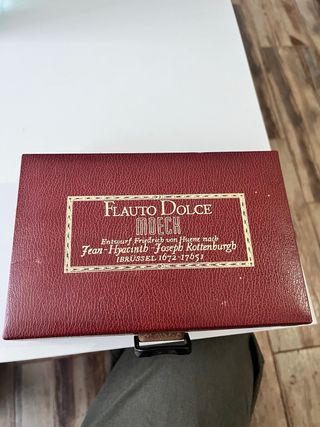 FLAUTO DOLCE
MOECK
Entwurf Friedrich von Huene nach
Jean-Hyacinth-Joseph Rottenburgh
(BRÜSSEL 1672-1765)